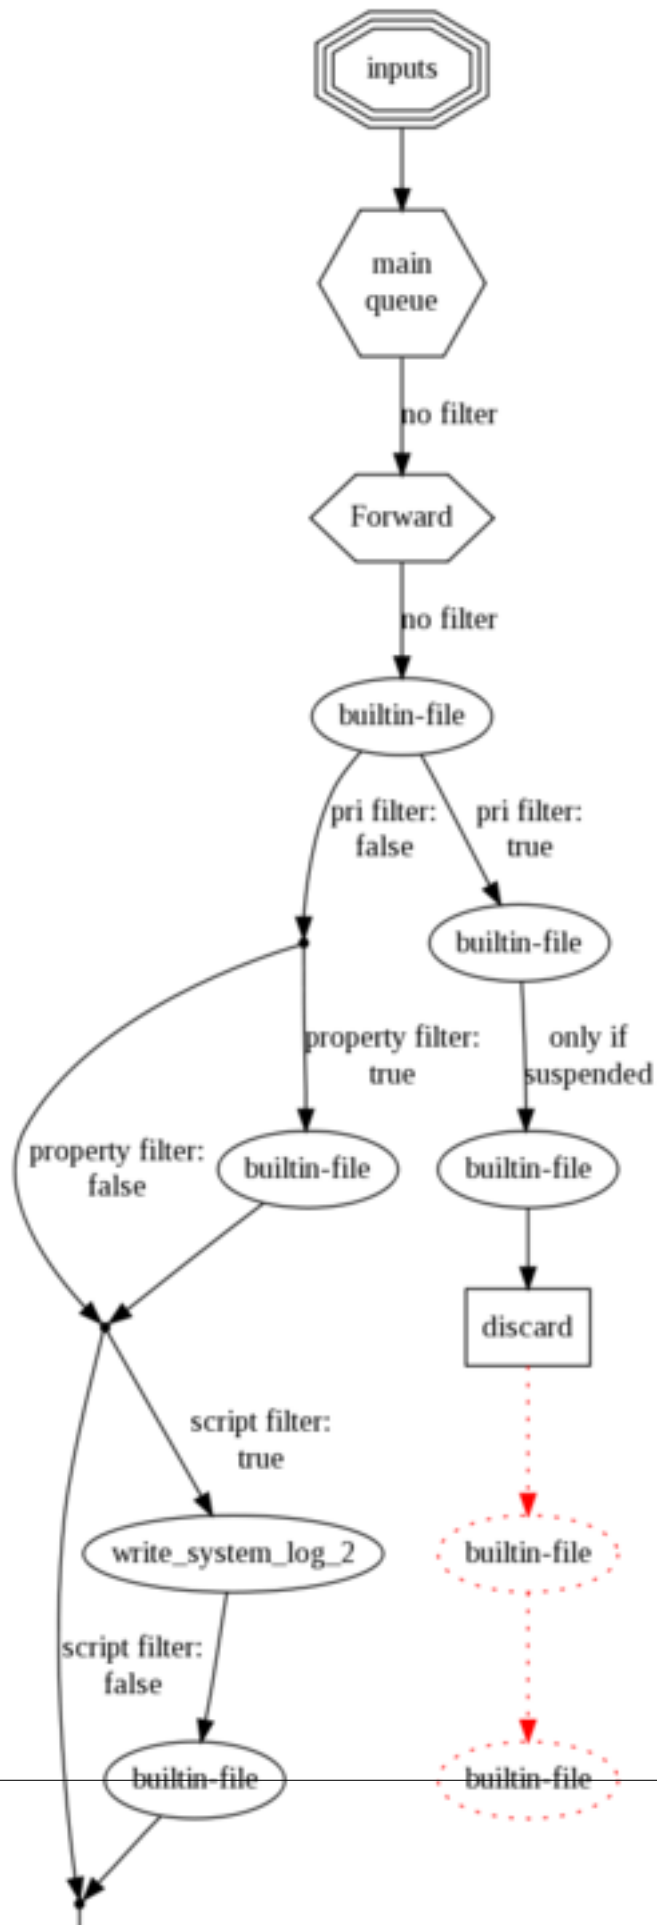 inputs
main
queue
no filter
Forward
no filter
builtin-file
pri filter:
false
pri filter:
true
builtin-file
property filter:
true
only if
suspended
property filter:
false
builtin-file
builtin-file
discard
script filter:
true
write_system_log_2
builtin-file
script filter:
false
builtin-file
builtin-file